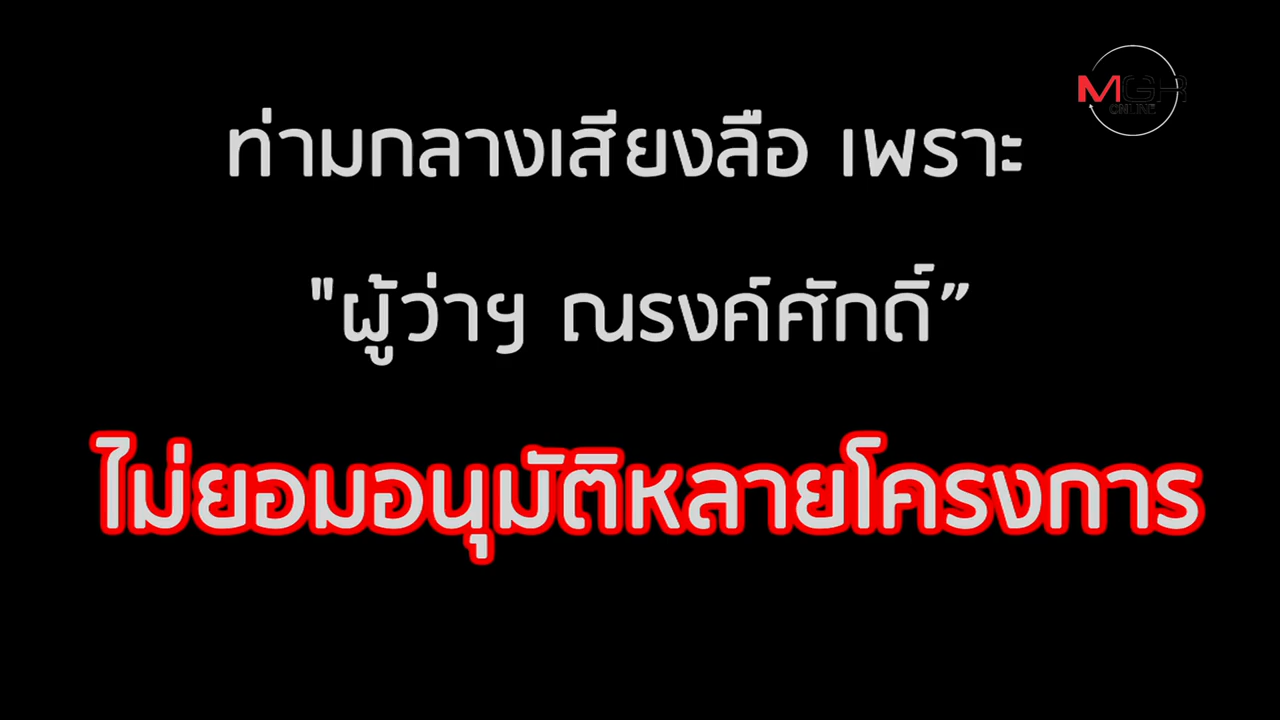 MGR
ONLINE
ท่ามกลางเสียงลือ เพราะ
"ผู้ว่าฯ ณรงค์ศักดิ์”
ไม่ยอมอนุมัติหลายโครงการ